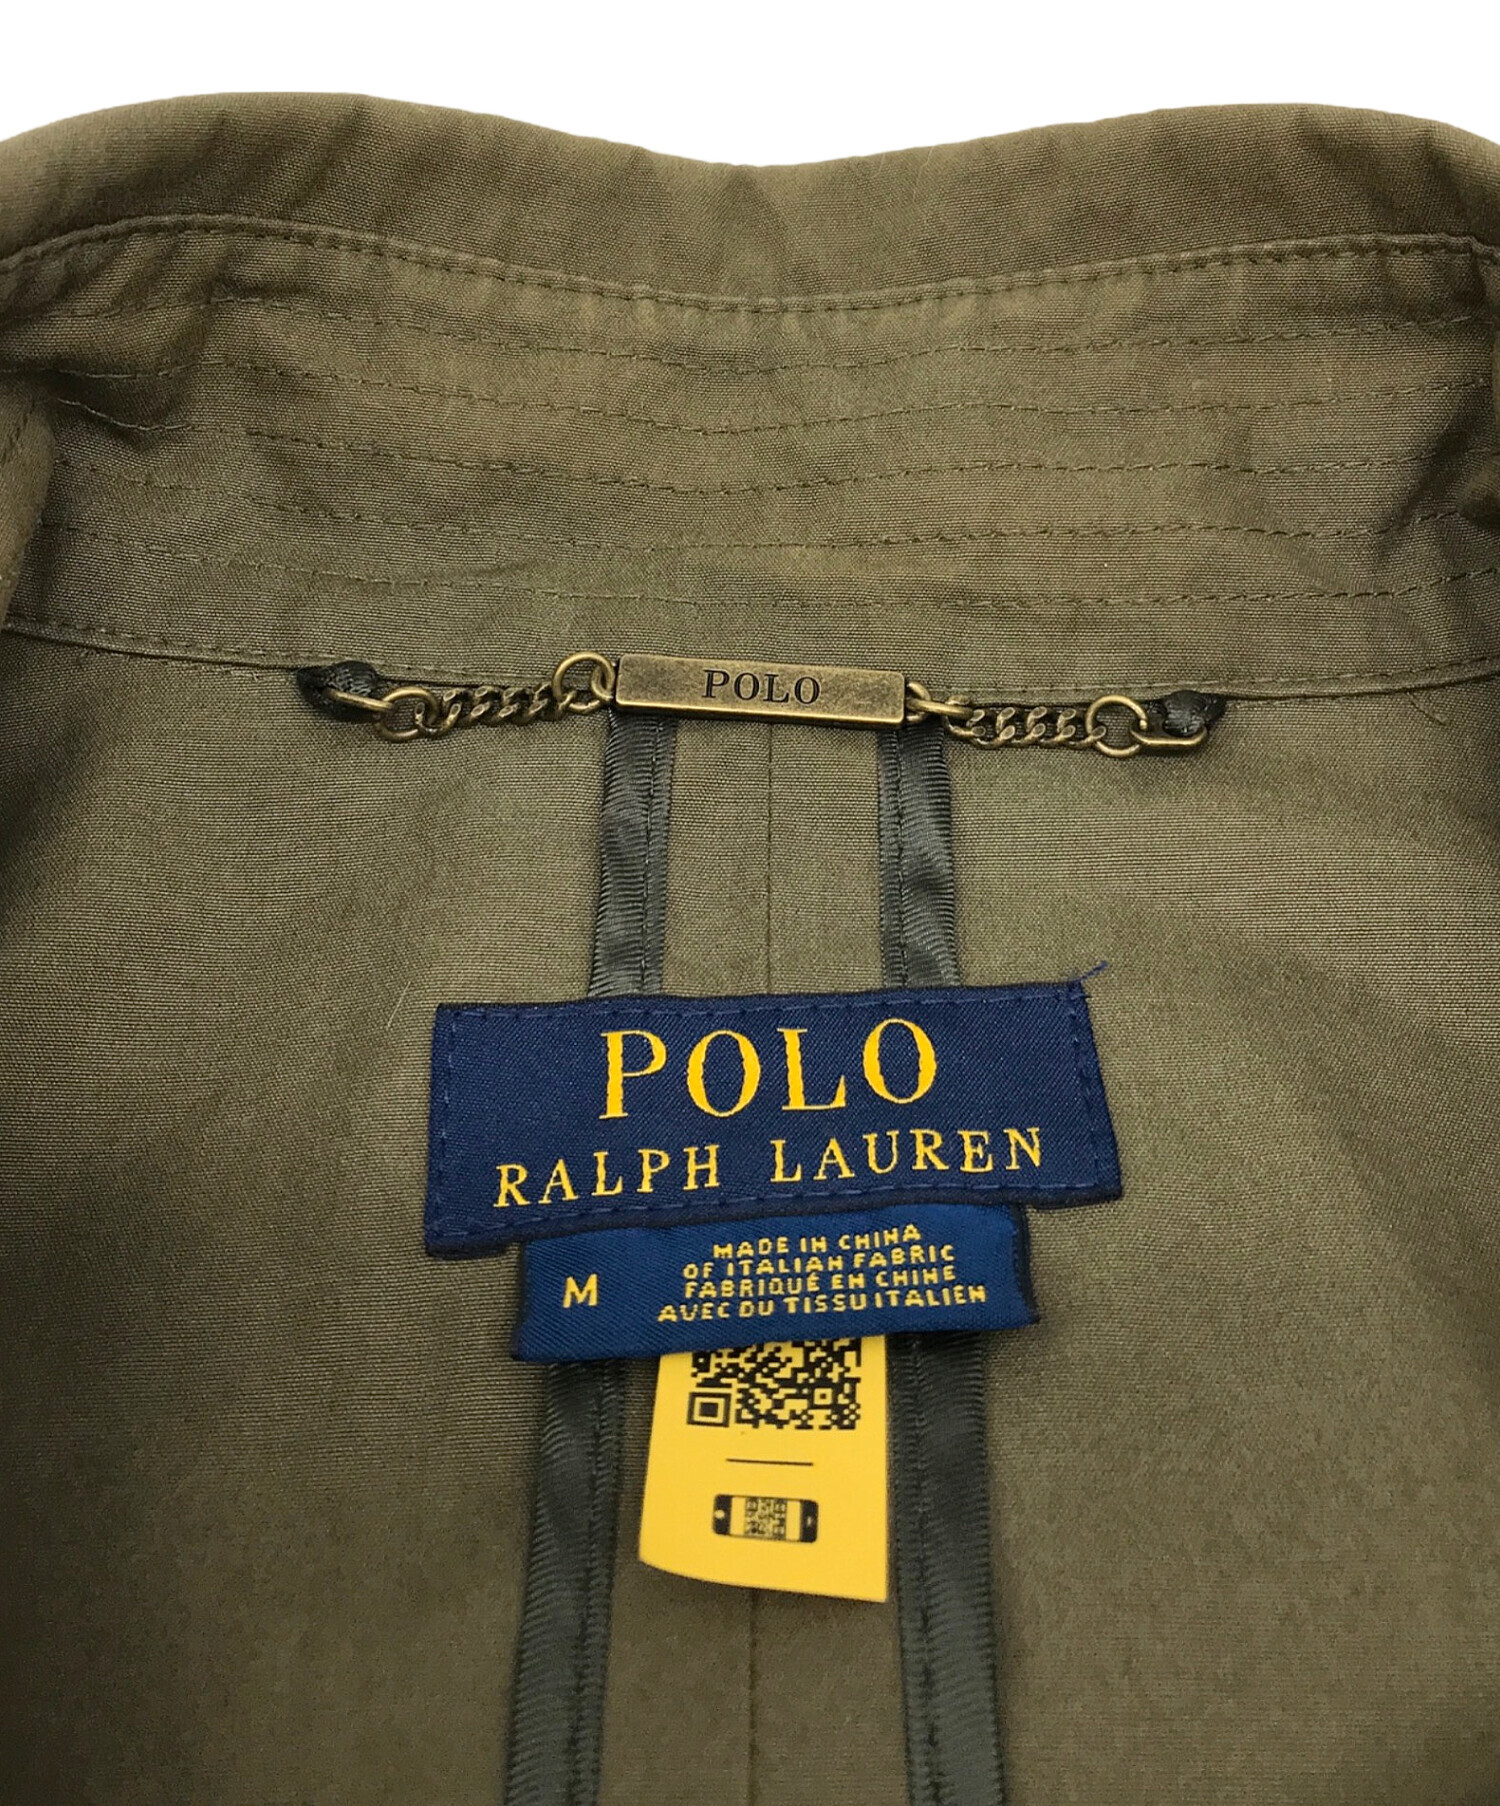 POLO
POLO
RALPH LAUREN
M
MADE IN CHINA
OF ITALIAN FABRIC
FABRIQUÉ EN CHINE
AVEC DU TISSU ITALIEN